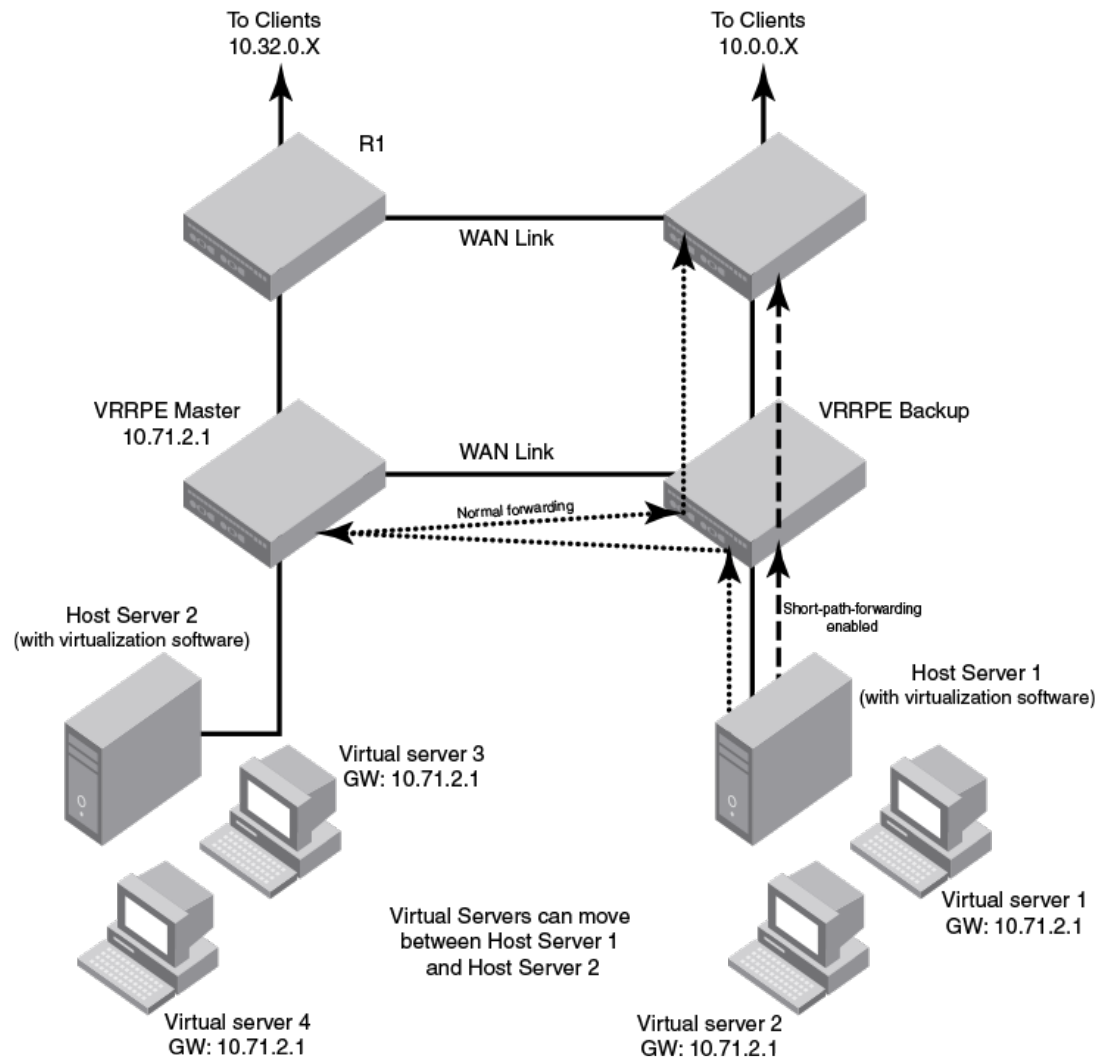 To Clients
10.32.0.X
To Clients
10.0.0.X
R1
WAN Link
VRRPE Master
10.71.2.1
WAN Link
VRRPE Backup
Normal forwarding
Short-path-forwarding
enabled
Host Server 2
(with virtualization software)
Host Server 1
(with virtualization software)
Virtual server 3
GW: 10.71.2.1
Virtual server 1
GW: 10.71.2.1
Virtual Servers can move
between Host Server 1
and Host Server 2
Virtual server 4
GW: 10.71.2.1
Virtual server 2
GW: 10.71.2.1